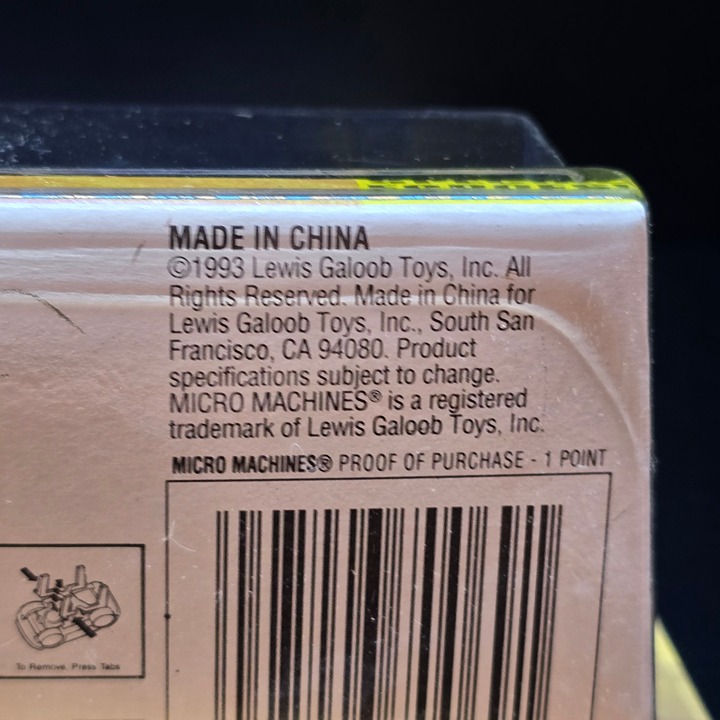 MADE IN CHINA
©1993 Lewis Galoob Toys, Inc. All
Rights Reserved. Made in China for
Lewis Galoob Toys, Inc., South San
Francisco, CA 94080. Product
specifications subject to change.
MICRO MACHINES® is a registered
trademark of Lewis Galoob Toys, Inc.
MICRO MACHINES® PROOF OF PURCHASE - 1 POINT
To Remove, Press Tabs